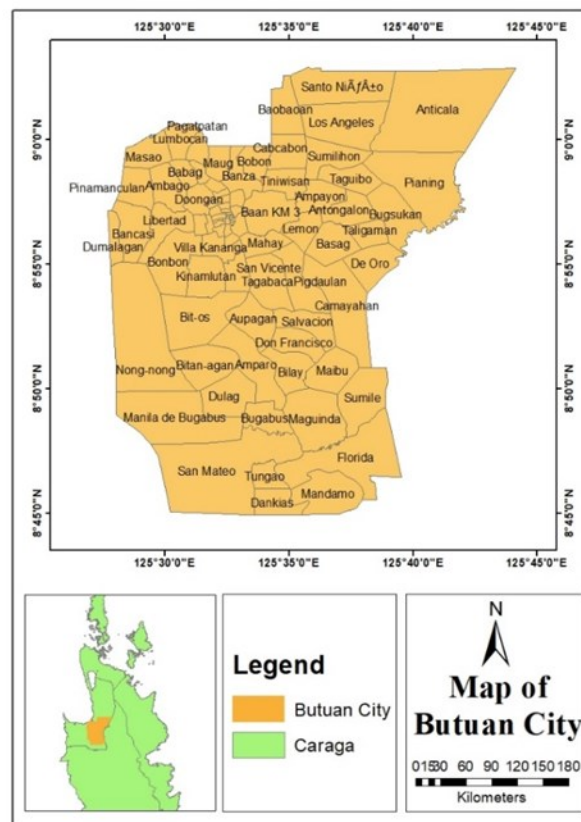 125°30'0"E 125°35'0"E 125°40'0"E 125°45'0"E
Santo NiÃƒÂ±o
Anticala
Baobaoan
Los Angeles
Pagatpatan
Lumbocan
Cabcabon
9°0'0"N 9°0'0"N
Masao Maug Bobon Sumilihon
Babag Banza Taguibo
Pinamanculan Ambago Tiniwisan Pianing
Doongan Ampayon
Libertad Baan KM 3 Antongalon Bugsukan
Bancasi Lemon Taligaman
Dumalagan Villa Kananga Mahay Basag
Bonbon San Vicente De Oro
8°55'0"N 8°55'0"N
Kinamlutan Tagabaca Pigdaulan
Camayahan
Bit-os Aupagan Salvacion
Don Francisco
Nong-nong Bitan-agan Amparo Bilay Maibu
8°50'0"N 8°50'0"N
Dulag Sumile
Manila de Bugabus Bugabus Maguinda
Florida
San Mateo Tungao
Mandamo
Dankias
8°45'0"N 8°45'0"N
125°30'0"E 125°35'0"E 125°40'0"E 125°45'0"E
Legend
Butuan City
Caraga
N
Map of
Butuan City
0 15 30 60 90 120 150 180
Kilometers